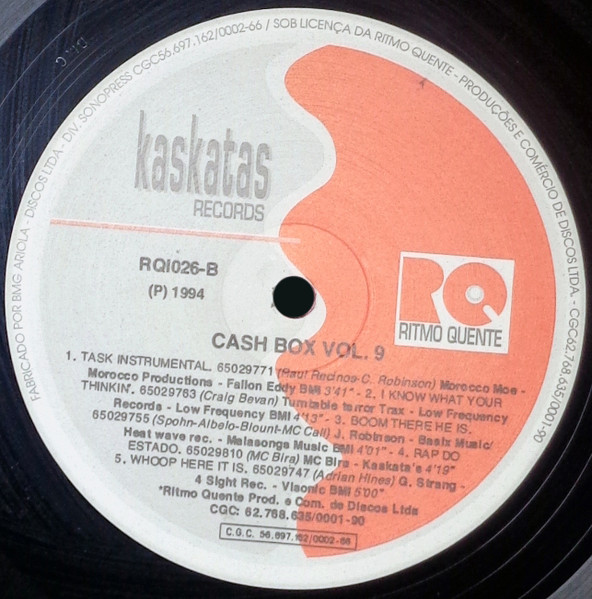 FABRICADO POR BMG ARIOLA - DISCOS LTDA - DIV. SONOPRESS CGC56.697.162/0002-66 / SOB LICENÇA DA RITMO QUENTE - PRODUÇÕES E COMÉRCIO DE DISCOS LTDA. - CGC62.768.635/0001-90
kaskatas
RECORDS
RQI026-B
(P) 1994
RQ
RITMO QUENTE
CASH BOX VOL. 9
1. TASK INSTRUMENTAL. 65029771 (Raul Recinos-C. Robinson) Morocco Moe -
Morocco Productions - Fallon Eddy BMI 3'41" - 2. I KNOW WHAT YOUR
THINKIN'. 65029763 (Craig Bevan) Turntable terror Trax - Low Frequency
Records - Low Frequency BMI 4'13" - 3. BOOM THERE HE IS.
65029755 (Spohn-Albelo-Blount-MC Call) J. Robinson - Basix Music/
Heat wave rec. - Malasongs Music BMI 4'01" - 4. RAP DO
ESTADO. 65029810 (MC Bira) MC Bira - Kaskata's 4'19"
5. WHOOP HERE IT IS. 65029747 (Adrian Hines) G. Strang -
4 Sight Rec. - Visonic BMI 5'00"
*Ritmo Quente Prod. e Com. de Discos Ltda
CGC: 62.768.635/0001-90
C.G.C. 56.697.162/0002-66